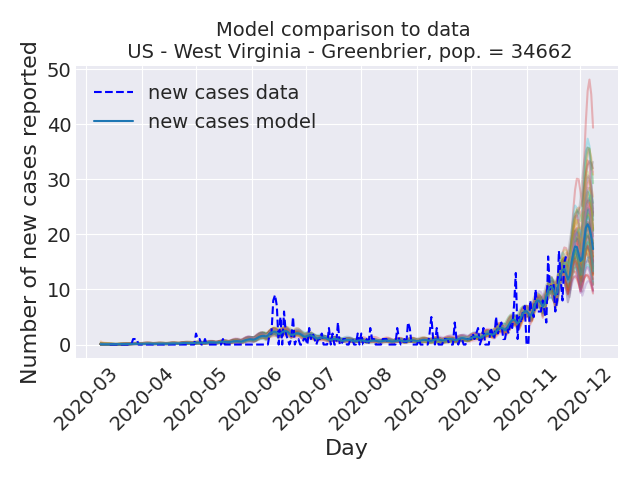 Model comparison to data
US - West Virginia - Greenbrier, pop. = 34662
Number of new cases reported
50
40
30
20
10
0
new cases data
new cases model
2020-03
2020-04
2020-05
2020-06
2020-07
2020-08
2020-09
2020-10
2020-11
2020-12
Day